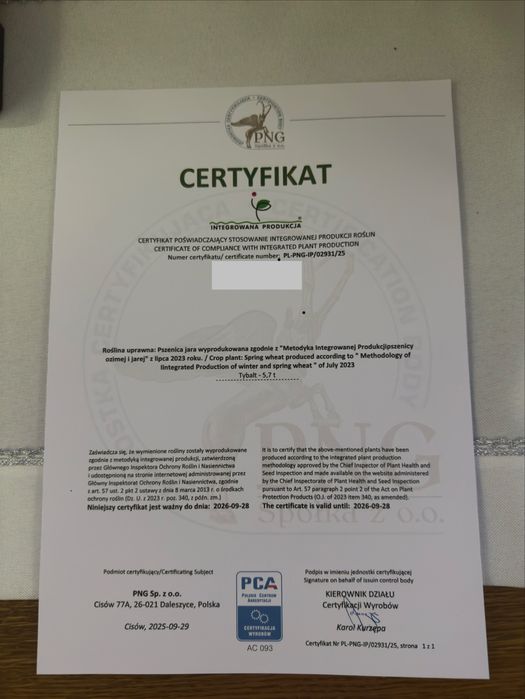 PNG
Spółka z o.o.
CERTYFIKAT
INTEGROWANA PRODUKCJA
CERTYFIKAT POŚWIADCZAJĄCY STOSOWANIE INTEGROWANEJ PRODUKCJI ROŚLIN
CERTIFICATE OF COMPLIANCE WITH INTEGRATED PLANT PRODUCTION
Numer certyfikatu/ certificate number: PL-PNG-IP/02931/25
Roślina uprawna: Pszenica jara wyprodukowana zgodnie z "Metodyka Integrowanej Produkcjipszenicy
ozimej i jarej" z lipca 2023 roku. / Crop plant: Spring wheat produced according to " Methodology of
Iintegrated Production of winter and spring wheat " of July 2023
Tybalt - 5,7 t
Zaświadcza się, że wymienione rośliny zostały wyprodukowane
zgodnie z metodyką integrowanej produkcji, zatwierdzoną
przez Głównego Inspektora Ochrony Roślin i Nasiennictwa
i udostępnioną na stronie internetowej administrowanej przez
Główny Inspektorat Ochrony Roślin i Nasiennictwa, zgodnie
z art. 57 ust. 2 pkt 2 ustawy z dnia 8 marca 2013 r. o środkach
ochrony roślin (Dz. U. z 2023 r. poz. 340, z późn. zm.)
Niniejszy certyfikat jest ważny do dnia: 2026-09-28
It is to certify that the above-mentioned plants have been
produced according to the integrated plant production
methodology approved by the Chief Inspector of Plant Health and
Seed Inspection and made available on the website administered
by the Chief Inspectorate of Plant Health and Seed Inspection
pursuant to Art. 57 paragraph 2 point 2 of the Act on Plant
Protection Products (O.J. of 2023 item 340, as amended).
The certificate is valid until: 2026-09-28
PNG
Spółka z o.o.
Podmiot certyfikujący/Certificating Subject
PNG Sp. z o.o.
Cisów 77A, 26-021 Daleszyce, Polska
Cisów, 2025-09-29
PCA
POLSKIE CENTRUM
AKREDYTACJI
CERTYFIKACJA
WYROBÓW
AC 093
Podpis w imieniu jednostki certyfikującej
Signature on behalf of issuin control body
KIEROWNIK DZIAŁU
Certyfikacji Wyrobów
Karol Kurzępa
Certyfikat Nr PL-PNG-IP/02931/25, strona 1 z 1